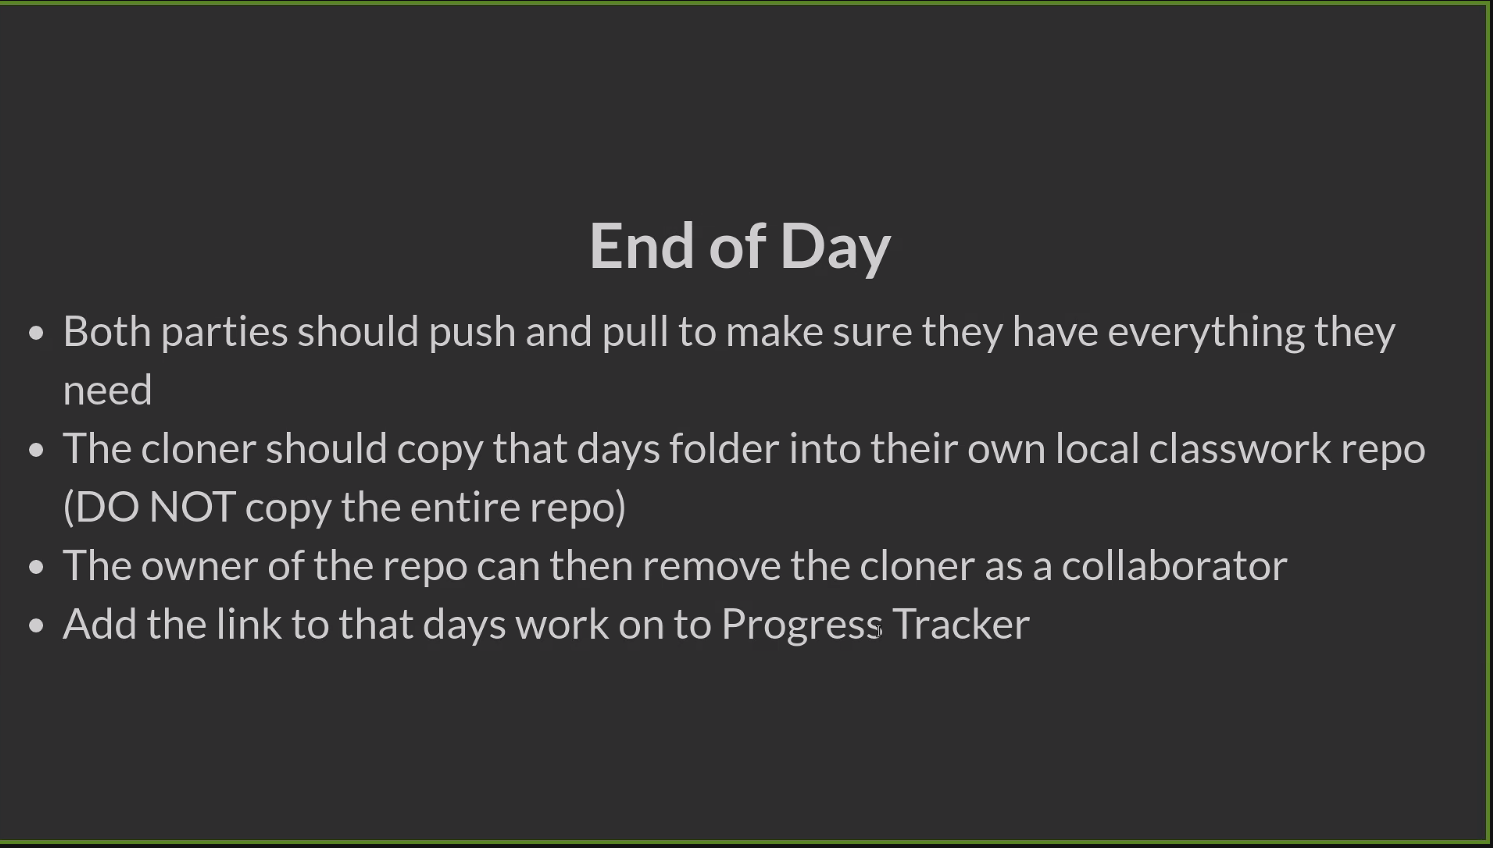 End of Day
• Both parties should push and pull to make sure they have everything they
need
• The cloner should copy that days folder into their own local classwork repo
(DO NOT copy the entire repo)
• The owner of the repo can then remove the cloner as a collaborator
• Add the link to that days work on to Progress Tracker